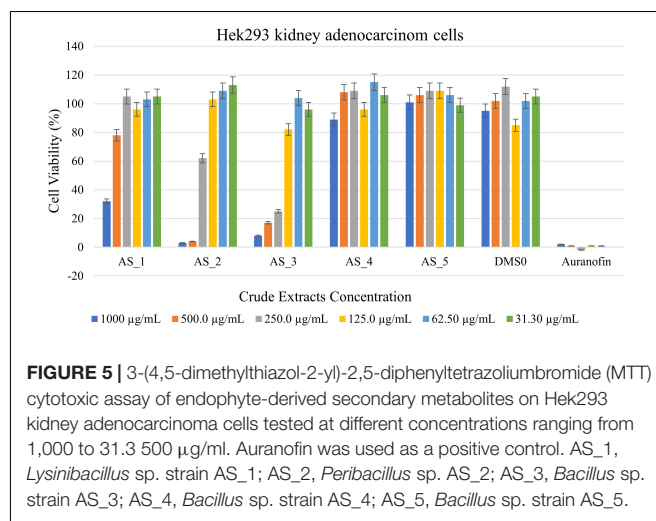 Hek293 kidney adenocarcinom cells
140
120
100
80
60
40
20
0
-20
Cell Viability (%)
AS_1 AS_2 AS_3 AS_4 AS_5 DMS0 Auranofin
Crude Extracts Concentration
1000 µg/mL 500.0 µg/mL 250.0 µg/mL 125.0 µg/mL 62.50 µg/mL 31.30 µg/mL
FIGURE 5 | 3-(4,5-dimethylthiazol-2-yl)-2,5-diphenyltetrazoliumbromide (MTT)
cytotoxic assay of endophyte-derived secondary metabolites on Hek293
kidney adenocarcinoma cells tested at different concentrations ranging from
1,000 to 31.3 500 µg/ml. Auranofin was used as a positive control. AS_1,
Lysinibacillus sp. strain AS_1; AS_2, Peribacillus sp. AS_2; AS_3, Bacillus sp.
strain AS_3; AS_4, Bacillus sp. strain AS_4; AS_5, Bacillus sp. strain AS_5.